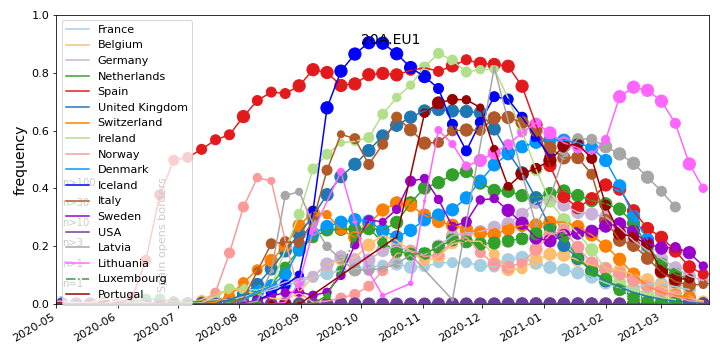 20A.EU1
frequency
1.0
0.8
0.6
0.4
0.2
0.0
France
Belgium
Germany
Netherlands
Spain
United Kingdom
Switzerland
Ireland
Norway
Denmark
Iceland
Italy
Sweden
USA
Latvia
Lithuania
Luxembourg
Portugal
n>100
n>30
n>10
n>3
n>1
n=1
Spain opens borders
2020-05
2020-06
2020-07
2020-08
2020-09
2020-10
2020-11
2020-12
2021-01
2021-02
2021-03